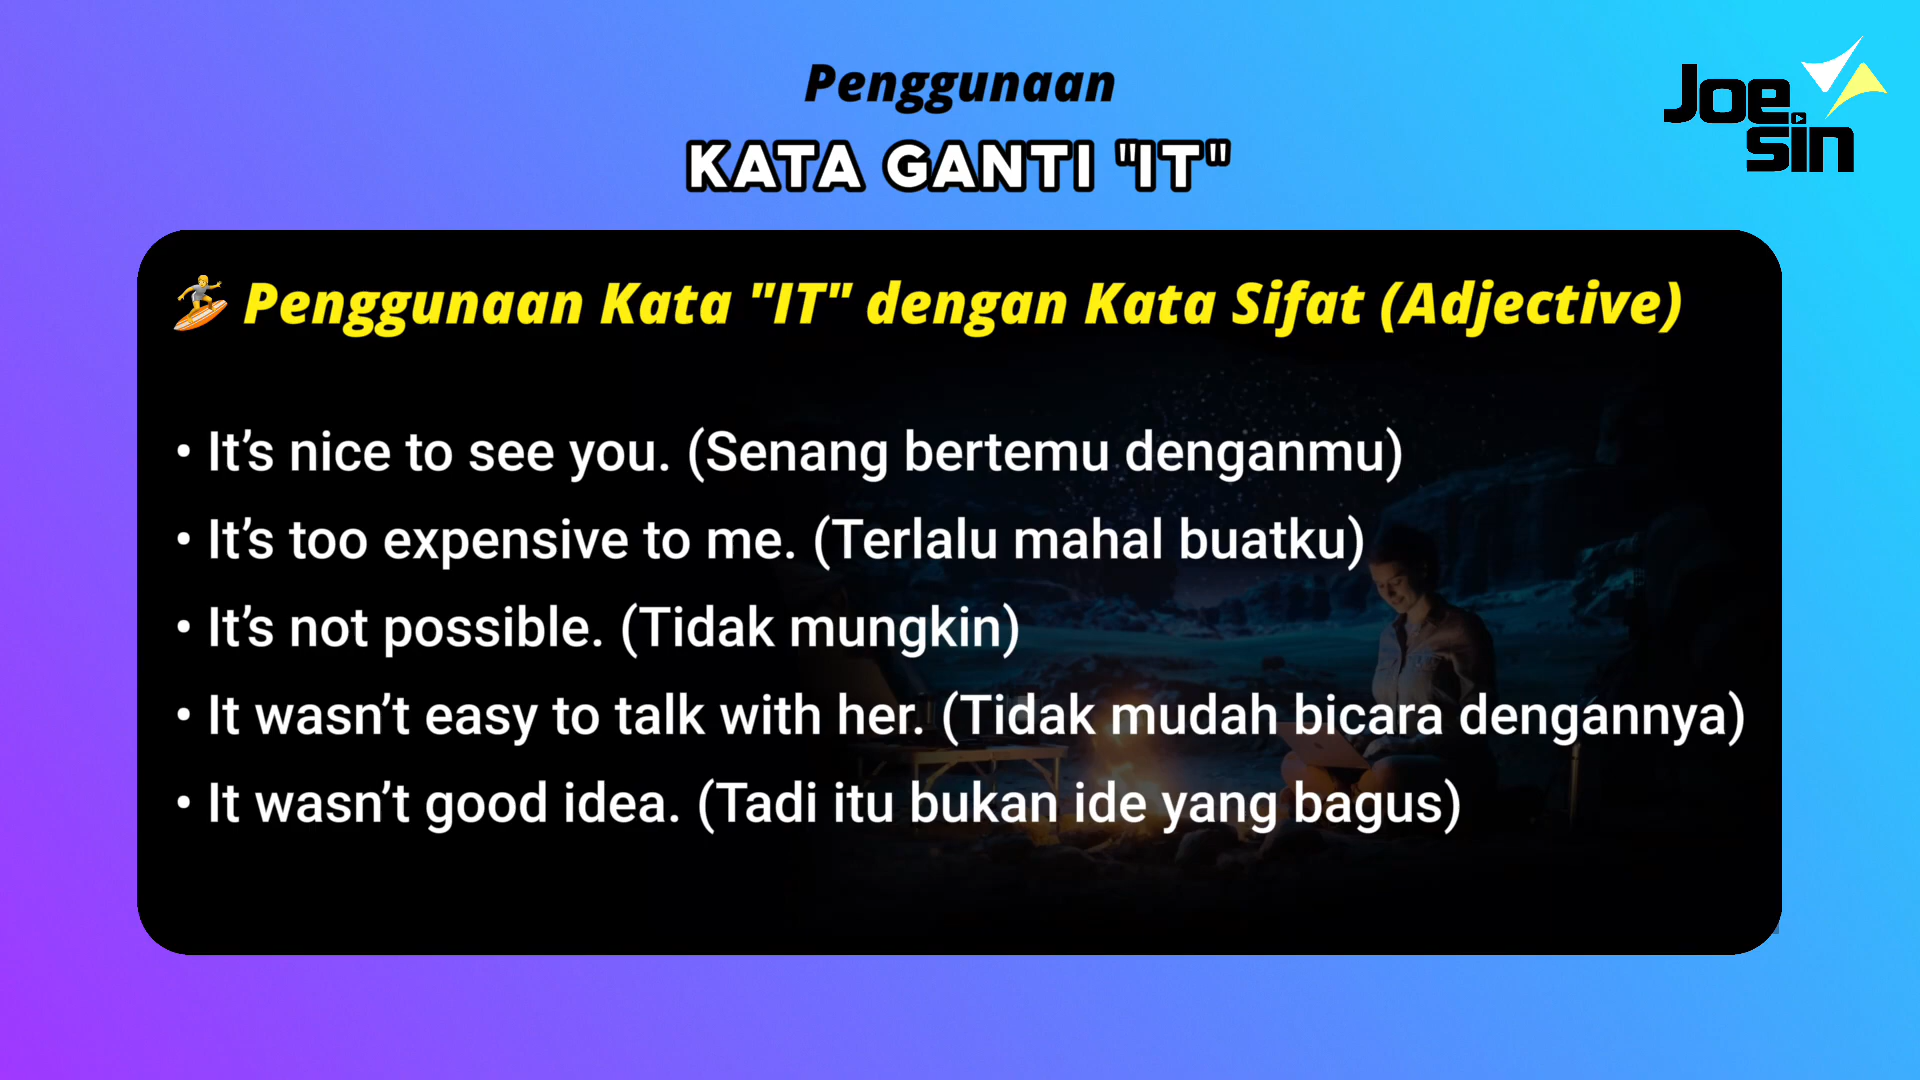 Penggunaan
KATA GANTI "IT"
Joe
sin
Penggunaan Kata "IT" dengan Kata Sifat (Adjective)
• It’s nice to see you. (Senang bertemu denganmu)
• It’s too expensive to me. (Terlalu mahal buatku)
• It’s not possible. (Tidak mungkin)
• It wasn’t easy to talk with her. (Tidak mudah bicara dengannya)
• It wasn’t good idea. (Tadi itu bukan ide yang bagus)